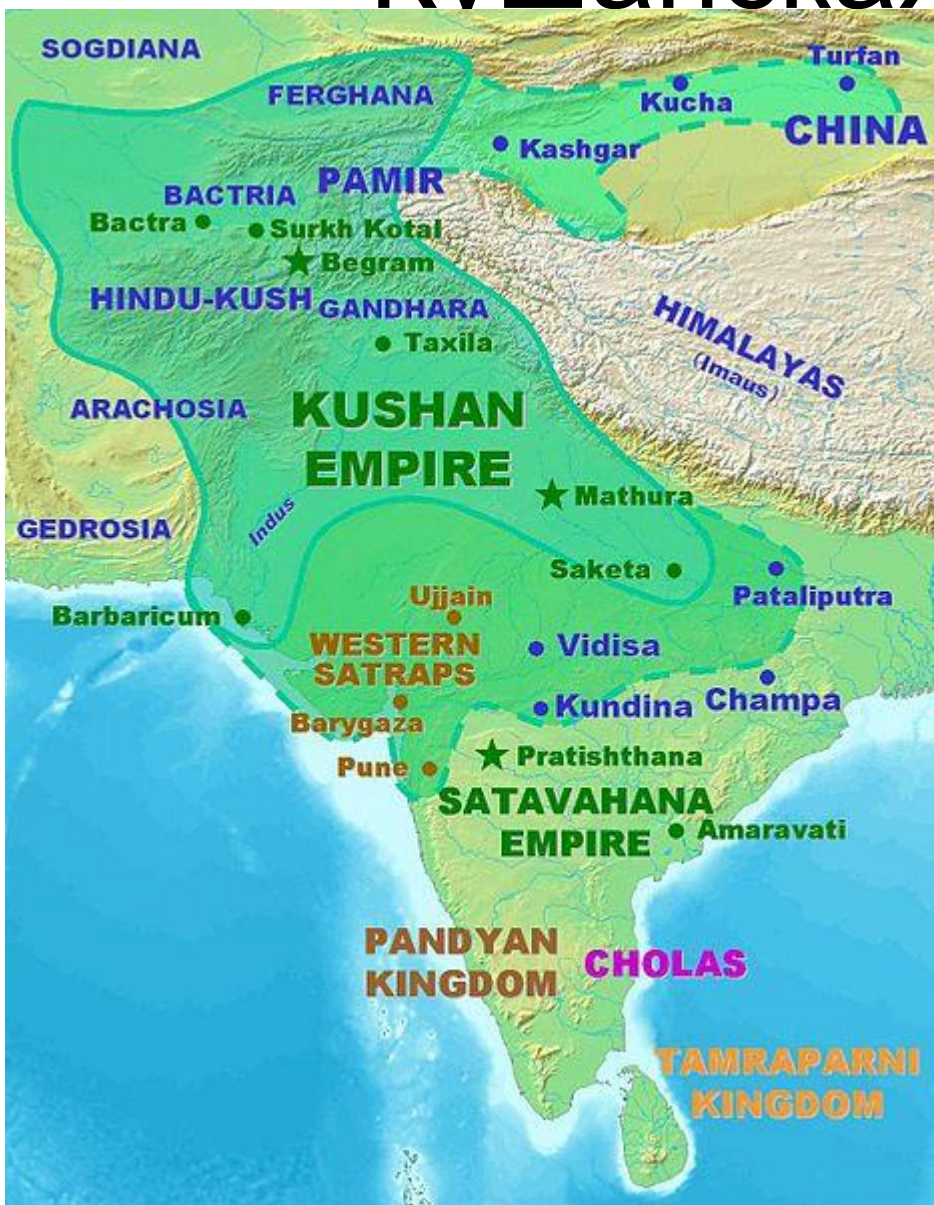 SOGDIANA
Turfan
FERGHANA
Kucha
CHINA
Kashgar
PAMIR
BACTRIA
Bactra
Surkh Kotal
Begram
HINDU-KUSH
GANDHARA
HIMALAYAS
(Imaus)
Taxila
ARACHOSIA
KUSHAN
EMPIRE
Mathura
GEDROSIA
Indus
Saketa
Pataliputra
Ujjain
Barbaricum
WESTERN
SATRAPS
Vidisa
Champa
Kundina
Barygaza
Pune
Pratishthana
SATAVAHANA
EMPIRE
Amaravati
PANDYAN
KINGDOM
CHOLAS
TAMRAPARNI
KINGDOM